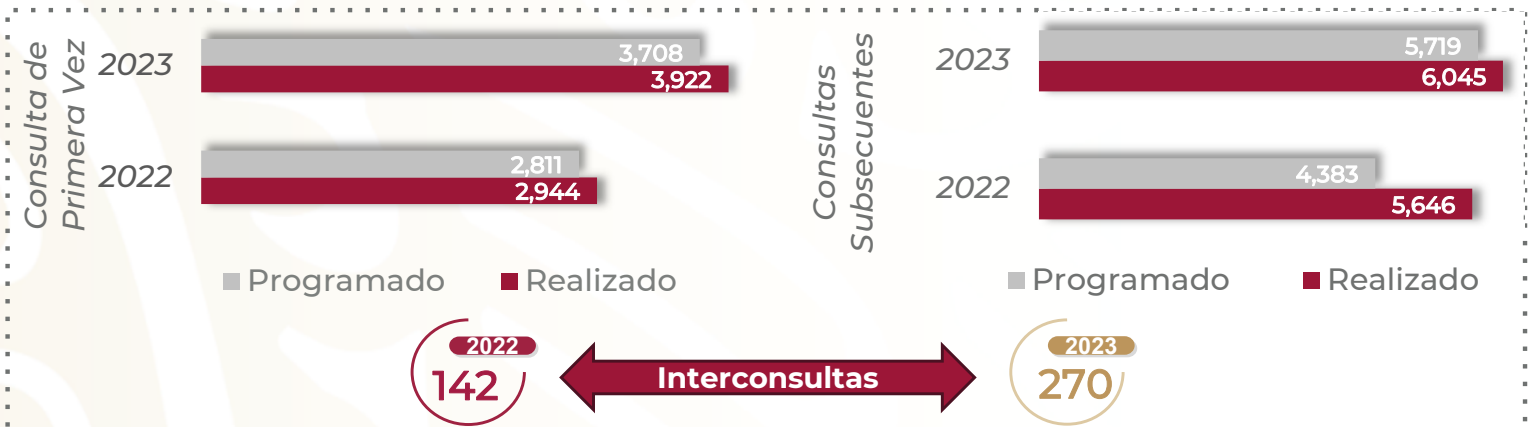 Consulta de
Primera Vez
2023
3,708
3,922
2022
2,811
2,944
Programado
Realizado
Consultas
Subsecuentes
2023
5,719
6,045
2022
4,383
5,646
Programado
Realizado
2022
142
Interconsultas
2023
270